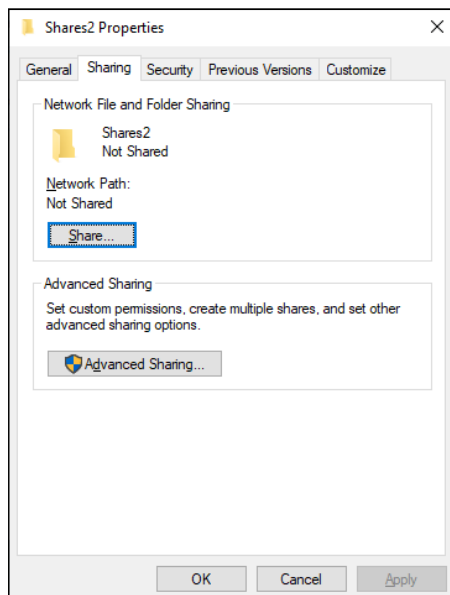 Shares2 Properties
General Sharing Security Previous Versions Customize
Network File and Folder Sharing
Shares2
Not Shared
Network Path:
Not Shared
Share...
Advanced Sharing
Set custom permissions, create multiple shares, and set other
advanced sharing options.
Advanced Sharing...
OK Cancel Apply